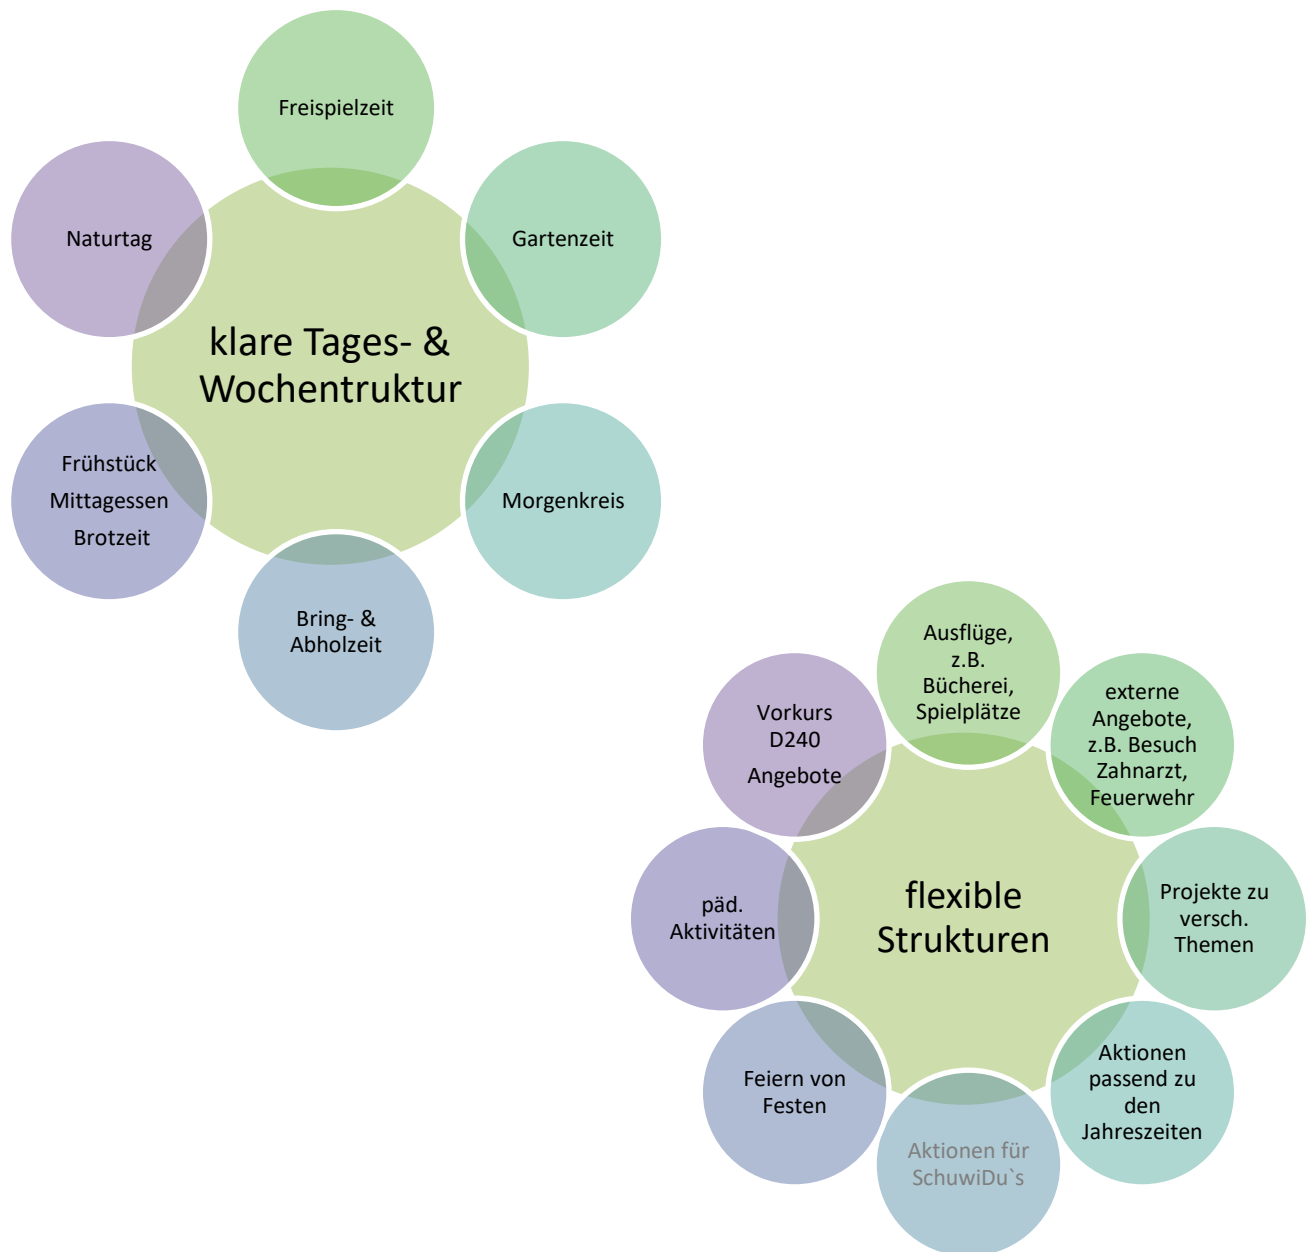 Freispielzeit
Naturtag
Gartenzeit
klare Tages- &
Wochentruktur
Frühstück
Mittagessen
Brotzeit
Morgenkreis
Bring- &
Abholzeit
Ausflüge,
z.B.
Bücherei,
Spielplätze
externe
Angebote,
z.B. Besuch
Zahnarzt,
Feuerwehr
Vorkurs
D240
Angebote
flexible
Strukturen
päd.
Aktivitäten
Projekte zu
versch.
Themen
Feiern von
Festen
Aktionen
passend zu
den
Jahreszeiten
Aktionen für
SchuwiDu`s